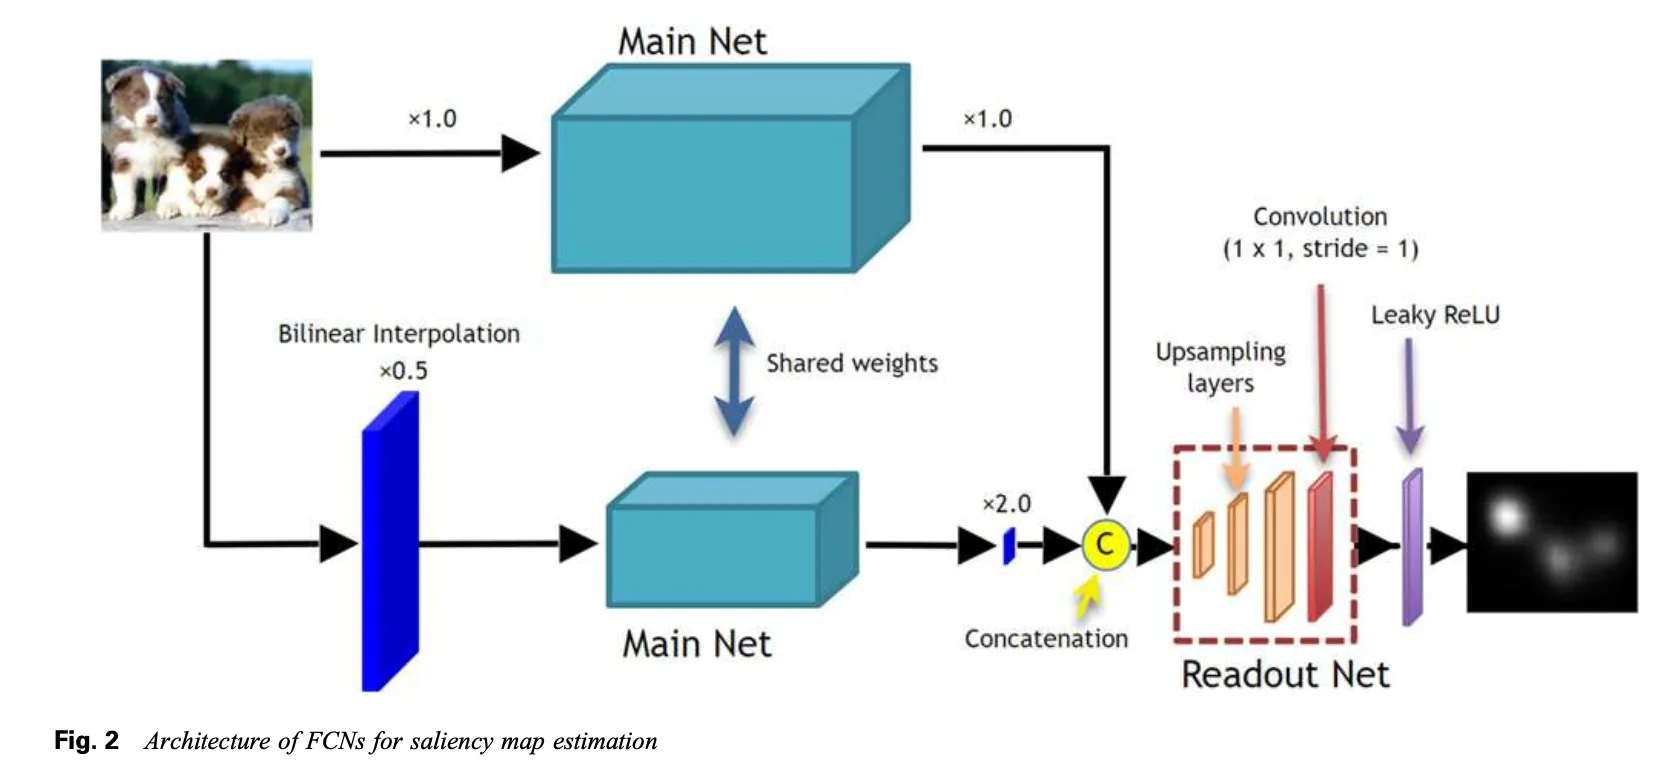 Main Net
×1.0
×1.0
Convolution
(1 x 1, stride = 1)
Leaky ReLU
Bilinear Interpolation
×0.5
Shared weights
Upsampling
layers
×2.0
C
Concatenation
Main Net
Readout Net
Fig. 2 Architecture of FCNs for saliency map estimation